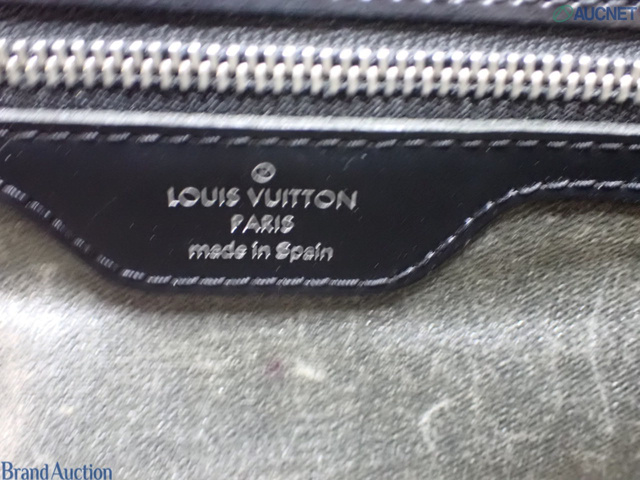 AUCNET
LOUIS VUITTON
PARIS
made in Spain
Brand Auction